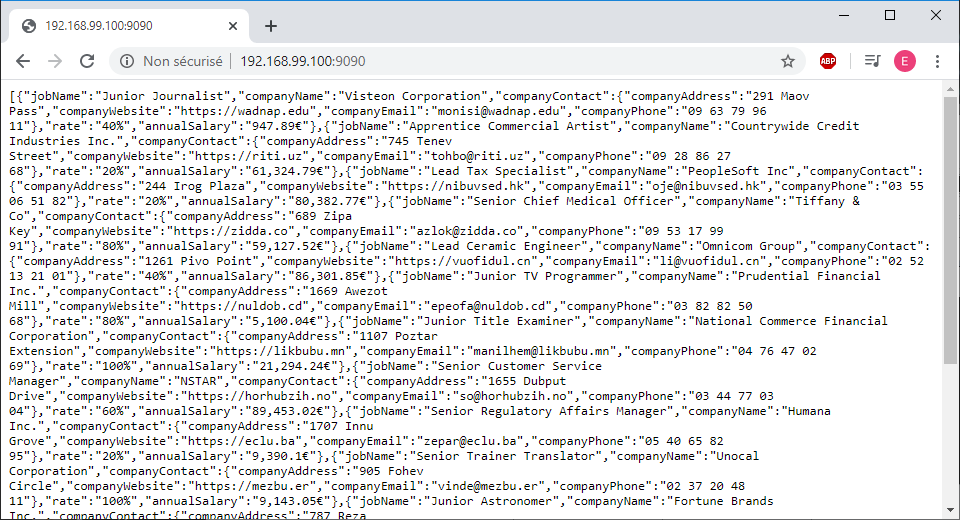 192.168.99.100:9090
Non sécurisé 192.168.99.100:9090
ABP
E
[{"jobName":"Junior Journalist","companyName":"Visteon Corporation","companyContact":{"companyAddress":"291 Maov
Pass","companyWebsite":"https://wadnap.edu","companyEmail":"monisi@wadnap.edu","companyPhone":"09 63 79 96
11"},"rate":"40%","annualSalary":"947.89€"},{"jobName":"Apprentice Commercial Artist","companyName":"Countrywide Credit
Industries Inc.","companyContact":{"companyAddress":"745 Tenev
Street","companyWebsite":"https://riti.uz","companyEmail":"tohbo@riti.uz","companyPhone":"09 28 86 27
68"},"rate":"20%","annualSalary":"61,324.79€"},{"jobName":"Lead Tax Specialist","companyName":"PeopleSoft Inc","companyContact":
{"companyAddress":"244 Irog Plaza","companyWebsite":"https://nibuvsed.hk","companyEmail":"oje@nibuvsed.hk","companyPhone":"03 55
06 51 82"},"rate":"20%","annualSalary":"80,382.77€"},{"jobName":"Senior Chief Medical Officer","companyName":"Tiffany &
Co","companyContact":{"companyAddress":"689 Zipa
Key","companyWebsite":"https://zidda.co","companyEmail":"azlok@zidda.co","companyPhone":"09 53 17 99
91"},"rate":"80%","annualSalary":"59,127.52€"},{"jobName":"Lead Ceramic Engineer","companyName":"Omnicom Group","companyContact":
{"companyAddress":"1261 Pivo Point","companyWebsite":"https://vuofidul.cn","companyEmail":"li@vuofidul.cn","companyPhone":"02 52
13 21 01"},"rate":"40%","annualSalary":"86,301.85€"},{"jobName":"Junior TV Programmer","companyName":"Prudential Financial
Inc.","companyContact":{"companyAddress":"1669 Awezot
Mill","companyWebsite":"https://nuldob.cd","companyEmail":"epeofa@nuldob.cd","companyPhone":"03 82 82 50
68"},"rate":"80%","annualSalary":"5,100.04€"},{"jobName":"Junior Title Examiner","companyName":"National Commerce Financial
Corporation","companyContact":{"companyAddress":"1107 Poztar
Extension","companyWebsite":"https://likbubu.mn","companyEmail":"manilhem@likbubu.mn","companyPhone":"04 76 47 02
69"},"rate":"100%","annualSalary":"21,294.24€"},{"jobName":"Senior Customer Service
Manager","companyName":"NSTAR","companyContact":{"companyAddress":"1655 Dubput
Drive","companyWebsite":"https://horhubzih.no","companyEmail":"so@horhubzih.no","companyPhone":"03 44 77 03
04"},"rate":"60%","annualSalary":"89,453.02€"},{"jobName":"Senior Regulatory Affairs Manager","companyName":"Humana
Inc.","companyContact":{"companyAddress":"1707 Innu
Grove","companyWebsite":"https://eclu.ba","companyEmail":"zepar@eclu.ba","companyPhone":"05 40 65 82
95"},"rate":"20%","annualSalary":"9,390.1€"},{"jobName":"Senior Trainer Translator","companyName":"Unocal
Corporation","companyContact":{"companyAddress":"905 Fohev
Circle","companyWebsite":"https://mezbu.er","companyEmail":"vinde@mezbu.er","companyPhone":"02 37 20 48
11"},"rate":"100%","annualSalary":"9,143.05€"},{"jobName":"Junior Astronomer","companyName":"Fortune Brands
Inc.","companyContact":{"companyAddress":"787 Reza